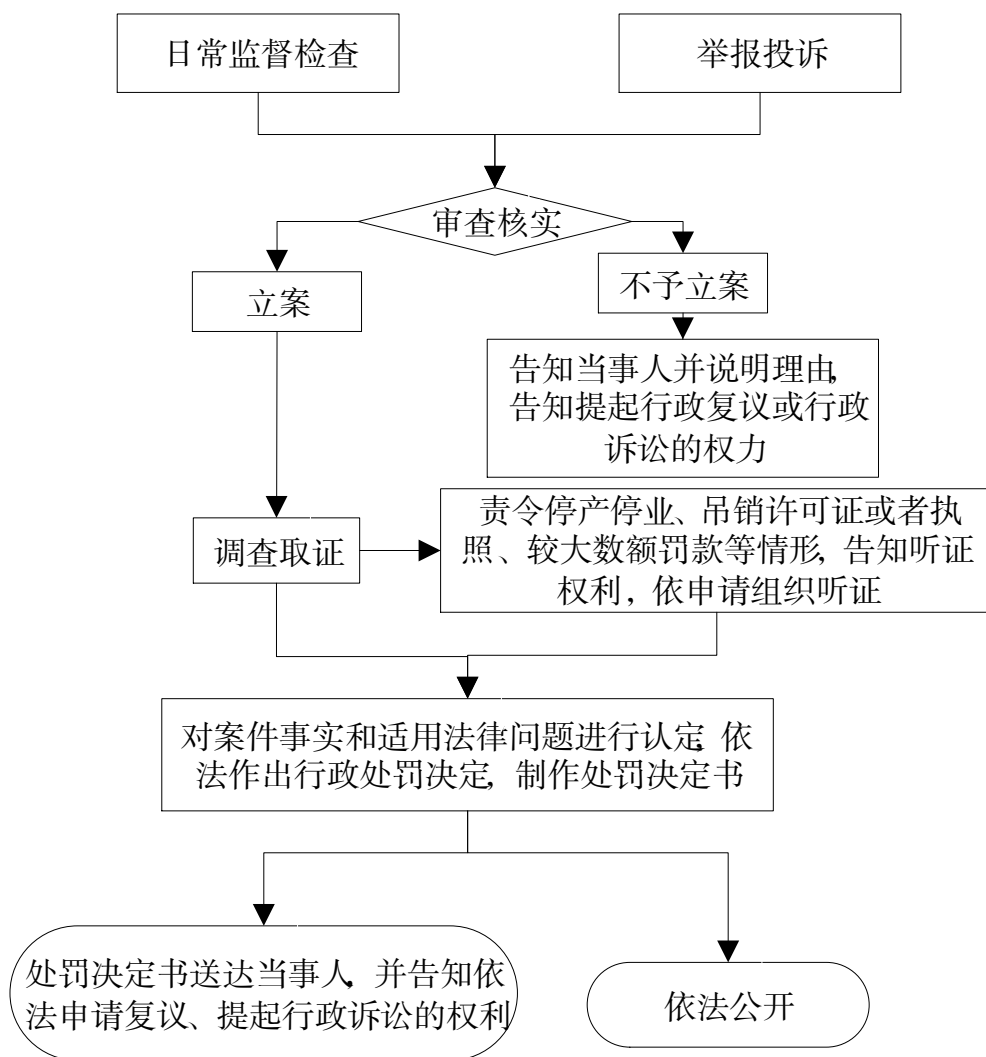 日常监督检查
举报投诉
审查核实
立案
不予立案
告知当事人并说明理由,
告知提起行政复议或行政
诉讼的权力
调查取证
责令停产停业、吊销许可证或者执
照、较大数额罚款等情形, 告知听证
权利, 依申请组织听证
对案件事实和适用法律问题进行认定, 依
法作出行政处罚决定, 制作处罚决定书
处罚决定书送达当事人, 并告知依
法申请复议、提起行政诉讼的权利
依法公开